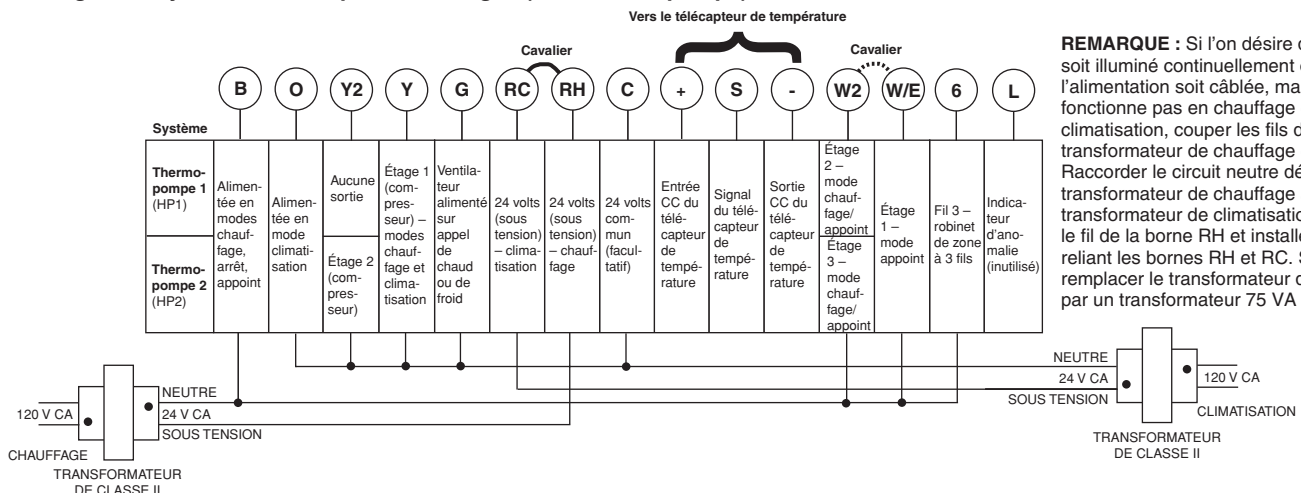 Vers le télécapteur de température
Cavalier
Cavalier
B O Y2 Y G RC RH C + S - W2 W/E 6 L
Système
Thermo-
pompe 1
(HP1)
Thermo-
pompe 2
(HP2)
Alimen-
tée en
modes
chauf-
fage,
arrêt,
appoint
Alimen-
tée en
mode
climati-
sation
Aucune
sortie
Étage 2
(com-
pres-
seur)
Étage 1
(com-
pres-
seur) –
modes
chauf-
fage et
clima-
tisation
Ventila-
teur
alimenté
sur
appel
de
chaud
ou de
froid
24 volts
(sous
tension)
– clima-
tisation
24 volts
(sous
tension)
– chauf-
fage
24 volts
com-
mun
(facul-
tatif)
Entrée
CC du
télé-
capteur
de
tempé-
rature
Signal
du télé-
capteur
de
tempé-
rature
Sortie
CC du
télé-
capteur
de
tempé-
rature
Étage
2 –
mode
chauf-
fage/
appoint
Étage
3 –
mode
chauf-
fage/
appoint
Étage
1 –
mode
appoint
Fil 3 –
robinet
de zone
à 3 fils
Indica-
teur
d'ano-
malie
(inutilisé)
REMARQUE : Si l'on désire
soit illuminé continuellement
l'alimentation soit câblée,
fonctionne pas en chauffage
climatisation, couper les fils
transformateur de chauffage
Raccorder le circuit neutre
transformateur de chauffage
transformateur de
le fil de la borne RH et
reliant les bornes RH et RC.
remplacer le transformateur
par un transformateur 75 VA
120 V CA
CHAUFFAGE
NEUTRE
24 V CA
SOUS TENSION
TRANSFORMATEUR
DE CLASSE II
NEUTRE
24 V CA
SOUS TENSION
120 V CA
CLIMATISATION
TRANSFORMATEUR
DE CLASSE II